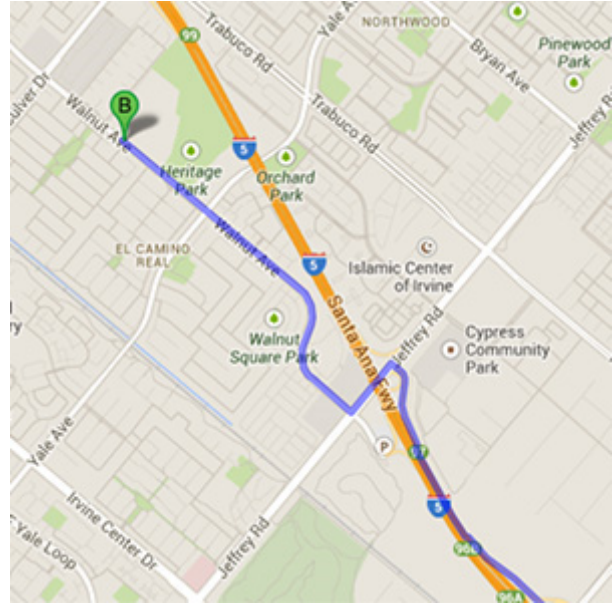 99
Trabuco Rd
Yale Ave
NORTHWOOD
Bryan Ave
Pinewood
Park
Culver Dr
Walnut Ave
B
Heritage
Park
5
Orchard
Park
Trabuco Rd
Jeffrey Rd
EL CAMINO
REAL
Walnut Ave
5
Islamic Center
of Irvine
Santa Ana Fwy
Jeffrey Rd
Walnut
Square Park
Cypress
Community
Park
Yale Ave
P
5
Irvine Center Dr
Jeffrey Rd
Yale Loop
96B
96A